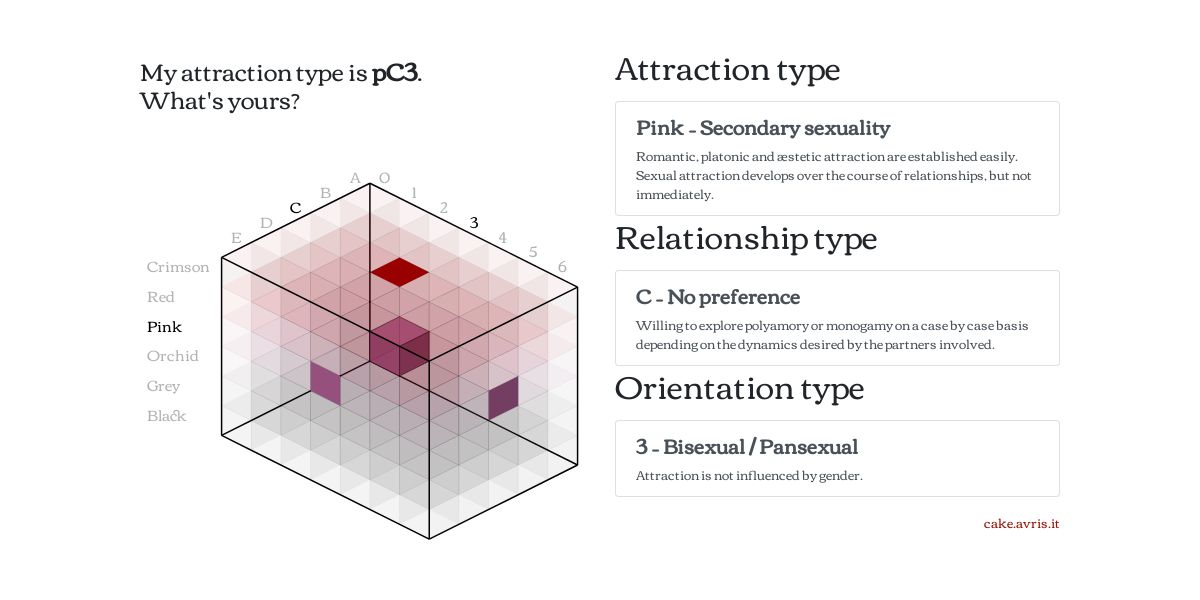 My attraction type is pC3.
What's yours?
A O
B 1
C 2
D 3
E 4
5
6
Crimson
Red
Pink
Orchid
Grey
Black
Attraction type
Pink - Secondary sexuality
Romantic, platonic and æstetic attraction are established easily.
Sexual attraction develops over the course of relationships, but not
immediately.
Relationship type
C - No preference
Willing to explore polyamory or monogamy on a case by case basis
depending on the dynamics desired by the partners involved.
Orientation type
3 - Bisexual / Pansexual
Attraction is not influenced by gender.
cake.avris.it